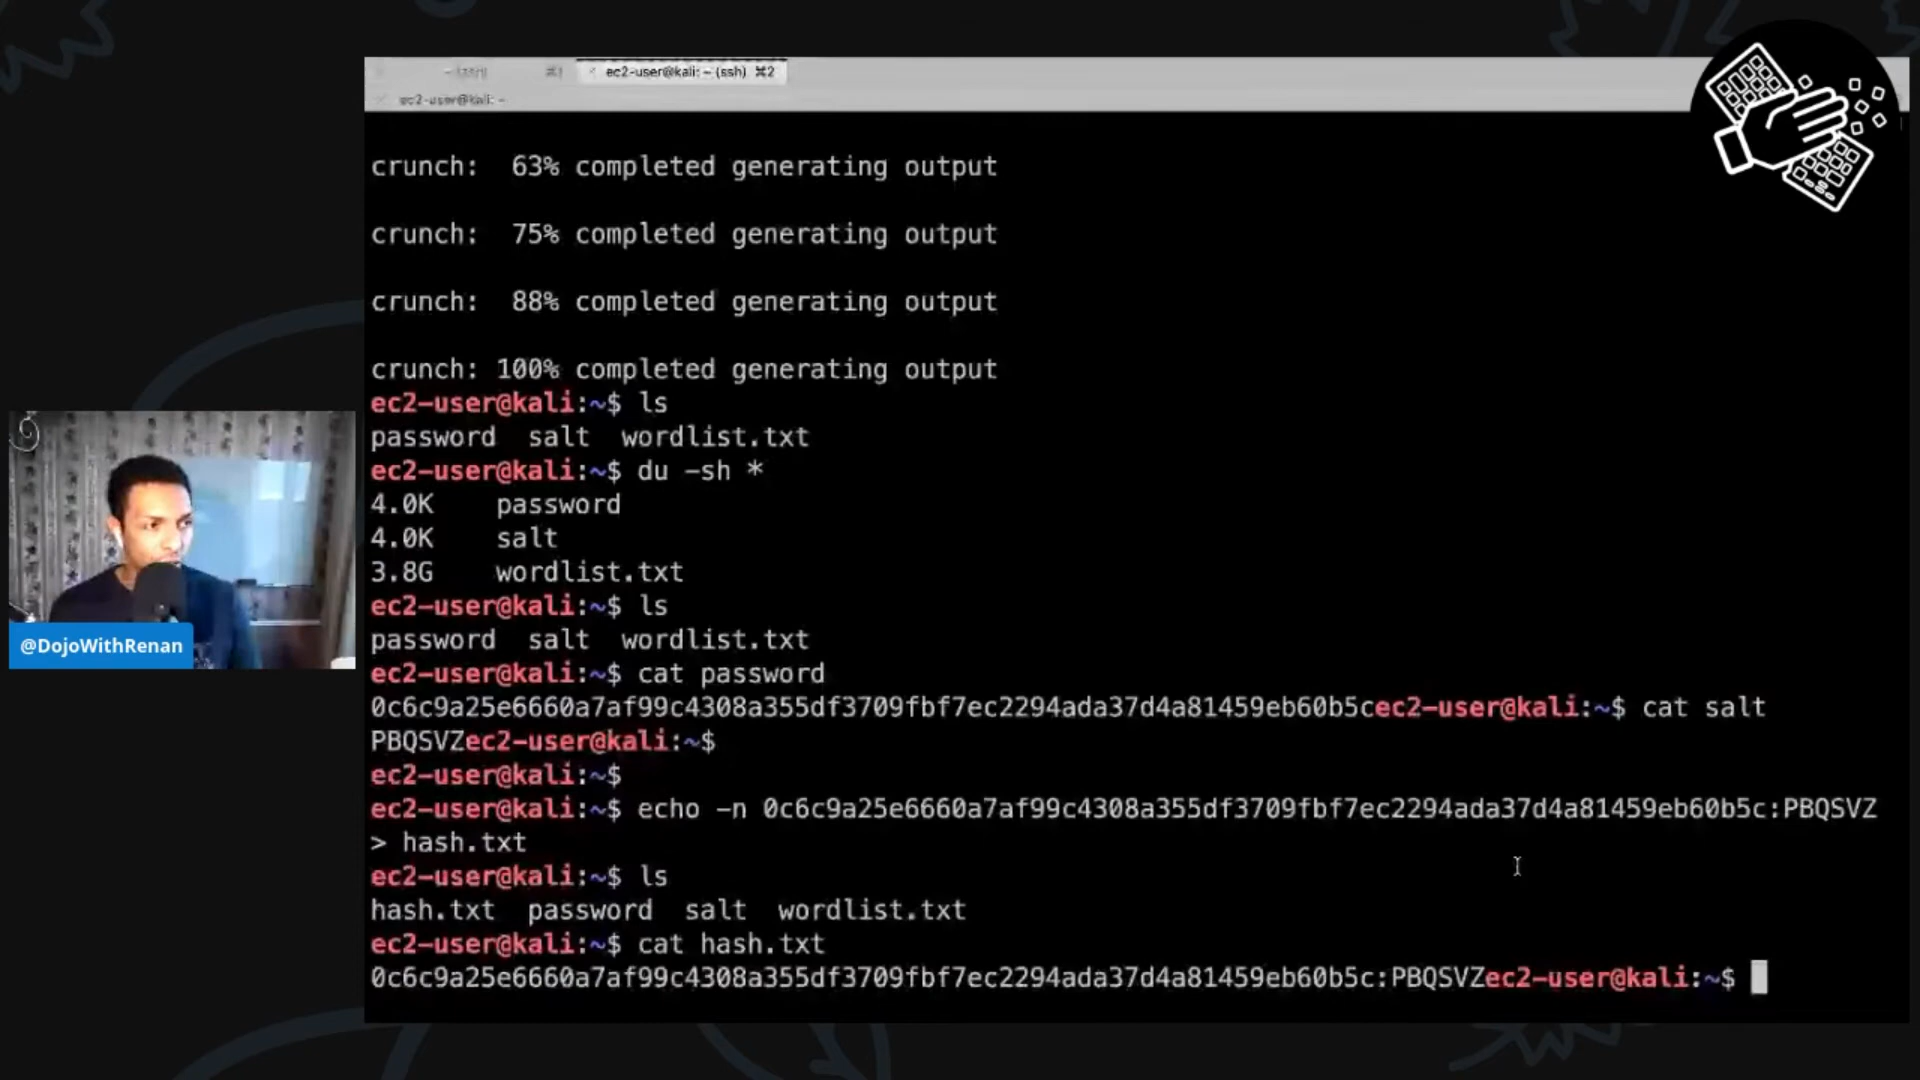 ~ (ssh) ⌘1 ec2-user@kali: ~ (ssh) ⌘2
ec2-user@kali: ~
crunch:  63% completed generating output
crunch:  75% completed generating output
crunch:  88% completed generating output
crunch: 100% completed generating output
ec2-user@kali:~$ ls
password  salt  wordlist.txt
ec2-user@kali:~$ du -sh *
4.0K    password
4.0K    salt
3.8G    wordlist.txt
ec2-user@kali:~$ ls
password  salt  wordlist.txt
ec2-user@kali:~$ cat password
0c6c9a25e6660a7af99c4308a355df3709fbf7ec2294ada37d4a81459eb60b5cec2-user@kali:~$ cat salt
PBQSVZec2-user@kali:~$
ec2-user@kali:~$
ec2-user@kali:~$ echo -n 0c6c9a25e6660a7af99c4308a355df3709fbf7ec2294ada37d4a81459eb60b5c:PBQSVZ
> hash.txt
ec2-user@kali:~$ ls
hash.txt  password  salt  wordlist.txt
ec2-user@kali:~$ cat hash.txt
0c6c9a25e6660a7af99c4308a355df3709fbf7ec2294ada37d4a81459eb60b5c:PBQSVZec2-user@kali:~$
@DojoWithRenan